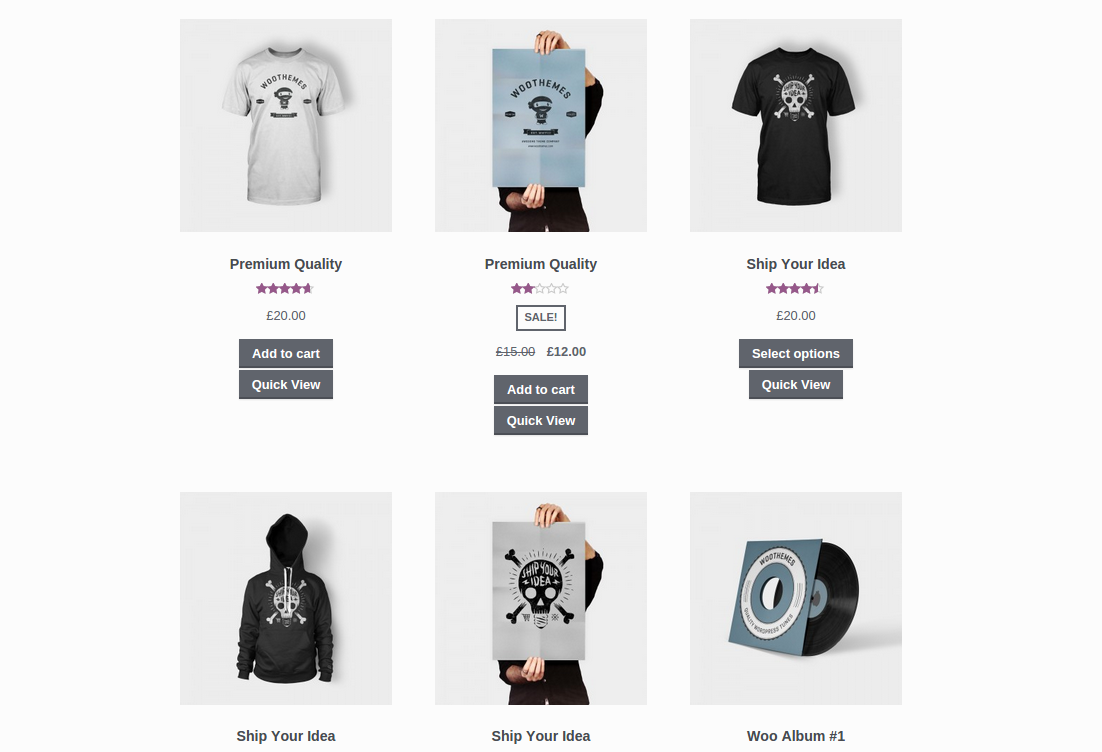 WOOTHEMES
WOOTHEMES
SHIP YOUR
IDEA
Premium Quality
Premium Quality
Ship Your Idea
SALE!
£20.00
£20.00
£15.00 £12.00
Add to cart
Select options
Quick View
Quick View
Add to cart
Quick View
SHIP YOUR
IDEA
IDEA
WOOTHEMES
QUALITY WORDPRESS TUNES
Ship Your Idea
Ship Your Idea
Woo Album #1